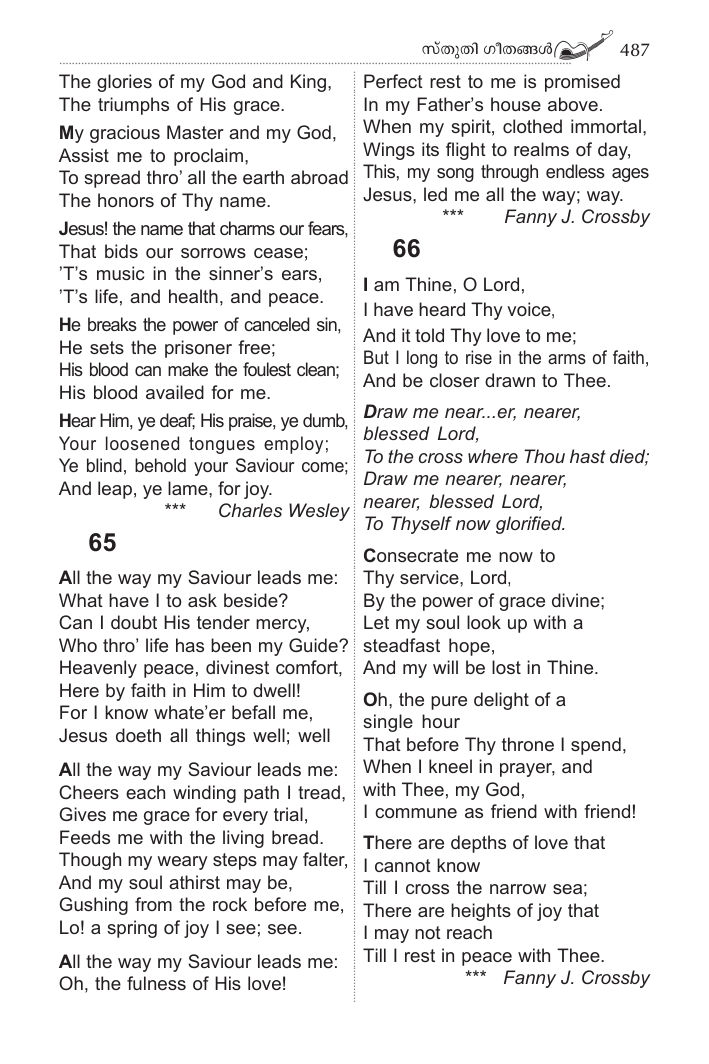 സ്തുതി ഗീതങ്ങൾ 487
The glories of my God and King,
The triumphs of His grace.
My gracious Master and my God,
Assist me to proclaim,
To spread thro’ all the earth abroad
The honors of Thy name.
Jesus! the name that charms our fears,
That bids our sorrows cease;
’T’s music in the sinner’s ears,
’T’s life, and health, and peace.
He breaks the power of canceled sin,
He sets the prisoner free;
His blood can make the foulest clean;
His blood availed for me.
Hear Him, ye deaf; His praise, ye dumb,
Your loosened tongues employ;
Ye blind, behold your Saviour come;
And leap, ye lame, for joy.
*** Charles Wesley
65
All the way my Saviour leads me:
What have I to ask beside?
Can I doubt His tender mercy,
Who thro’ life has been my Guide?
Heavenly peace, divinest comfort,
Here by faith in Him to dwell!
For I know whate’er befall me,
Jesus doeth all things well; well
All the way my Saviour leads me:
Cheers each winding path I tread,
Gives me grace for every trial,
Feeds me with the living bread.
Though my weary steps may falter,
And my soul athirst may be,
Gushing from the rock before me,
Lo! a spring of joy I see; see.
All the way my Saviour leads me:
Oh, the fulness of His love!
Perfect rest to me is promised
In my Father’s house above.
When my spirit, clothed immortal,
Wings its flight to realms of day,
This, my song through endless ages
Jesus, led me all the way; way.
*** Fanny J. Crossby
66
I am Thine, O Lord,
I have heard Thy voice,
And it told Thy love to me;
But I long to rise in the arms of faith,
And be closer drawn to Thee.
Draw me near...er, nearer,
blessed Lord,
To the cross where Thou hast died;
Draw me nearer, nearer,
nearer, blessed Lord,
To Thyself now glorified.
Consecrate me now to
Thy service, Lord,
By the power of grace divine;
Let my soul look up with a
steadfast hope,
And my will be lost in Thine.
Oh, the pure delight of a
single hour
That before Thy throne I spend,
When I kneel in prayer, and
with Thee, my God,
I commune as friend with friend!
There are depths of love that
I cannot know
Till I cross the narrow sea;
There are heights of joy that
I may not reach
Till I rest in peace with Thee.
*** Fanny J. Crossby